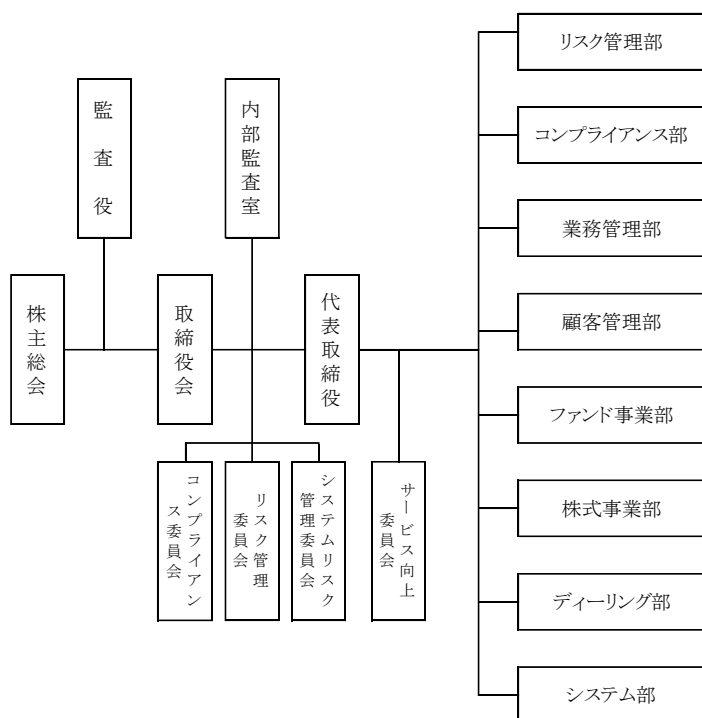 監査役
内部監査室
株主総会
取締役会
代表取締役
コンプライアン
ス委員会
リスク管理
委員会
システムリスク
管理委員会
サービス向上
委員会
リスク管理部
コンプライアンス部
業務管理部
顧客管理部
ファンド事業部
株式事業部
ディーリング部
システム部